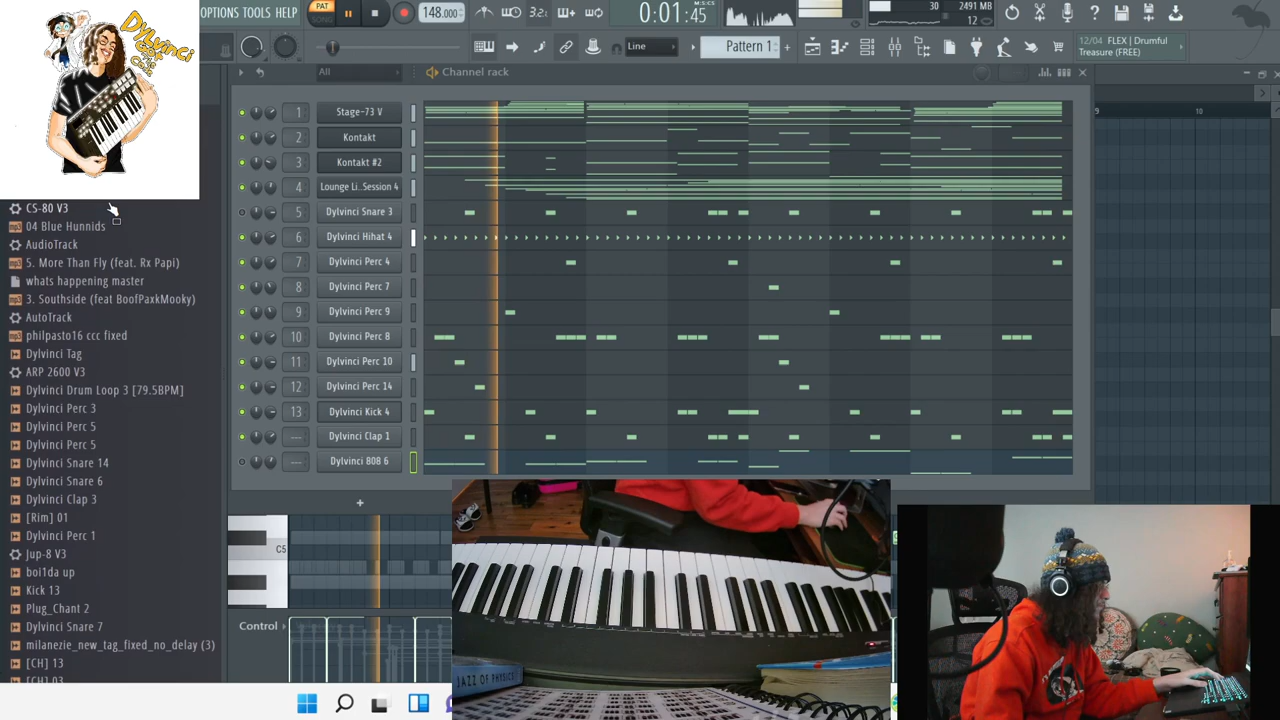 OPTIONS TOOLS HELP
PAT
SONG
148.000
3.2.
0:01:45
M:S:CS
30
2491 MB
12
Line
Pattern 1
12/04 FLEX | Drumful
Treasure (FREE)
Dylvinci
All
Channel rack
9
10
1 Stage-73 V
2 Kontakt
3 Kontakt #2
4 Lounge Li..Session 4
5 Dylvinci Snare 3
6 Dylvinci Hihat 4
7 Dylvinci Perc 4
8 Dylvinci Perc 7
9 Dylvinci Perc 9
10 Dylvinci Perc 8
11 Dylvinci Perc 10
12 Dylvinci Perc 14
13 Dylvinci Kick 4
--- Dylvinci Clap 1
--- Dylvinci 808 6
+
C5
Control
CS-80 V3
04 Blue Hunnids
AudioTrack
5. More Than Fly (feat. Rx Papi)
whats happening master
3. Southside (feat BoofPaxkMooky)
AutoTrack
philpasto16 ccc fixed
Dylvinci Tag
ARP 2600 V3
Dylvinci Drum Loop 3 [79.5BPM]
Dylvinci Perc 3
Dylvinci Perc 5
Dylvinci Perc 5
Dylvinci Snare 14
Dylvinci Snare 6
Dylvinci Clap 3
[Rim] 01
Dylvinci Perc 1
Jup-8 V3
boi1da up
Kick 13
Plug_Chant 2
Dylvinci Snare 7
milanezie_new_tag_fixed_no_delay (3)
[CH] 13
[CH] 03
JAZZ OF PHYSICS